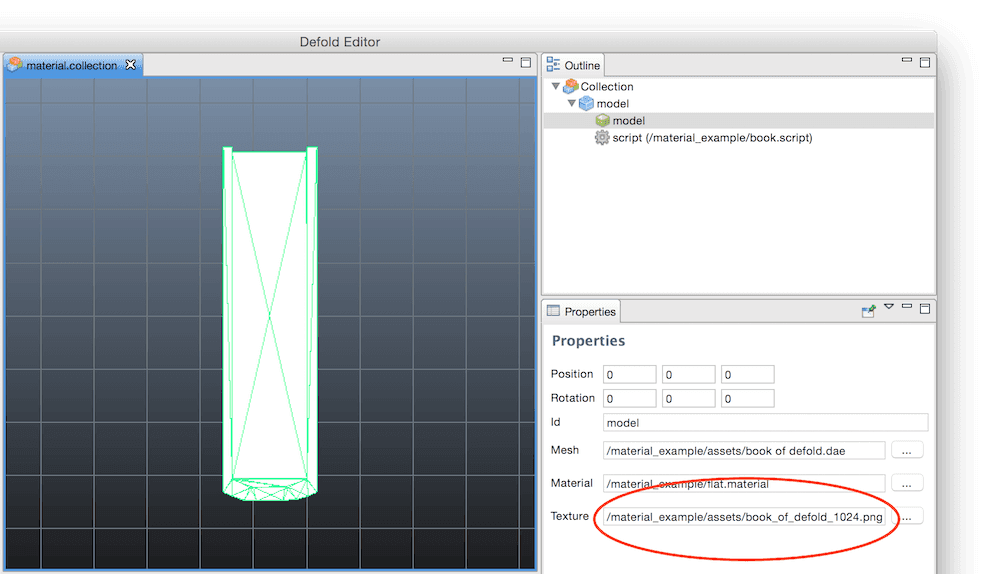 Defold Editor
material.collection
Outline
Collection
model
model
script (/material_example/book.script)
Properties
Properties
Position 0 0 0
Rotation 0 0 0
Id model
Mesh /material_example/assets/book of defold.dae ...
Material /material_example/flat.material ...
Texture /material_example/assets/book_of_defold_1024.png ...